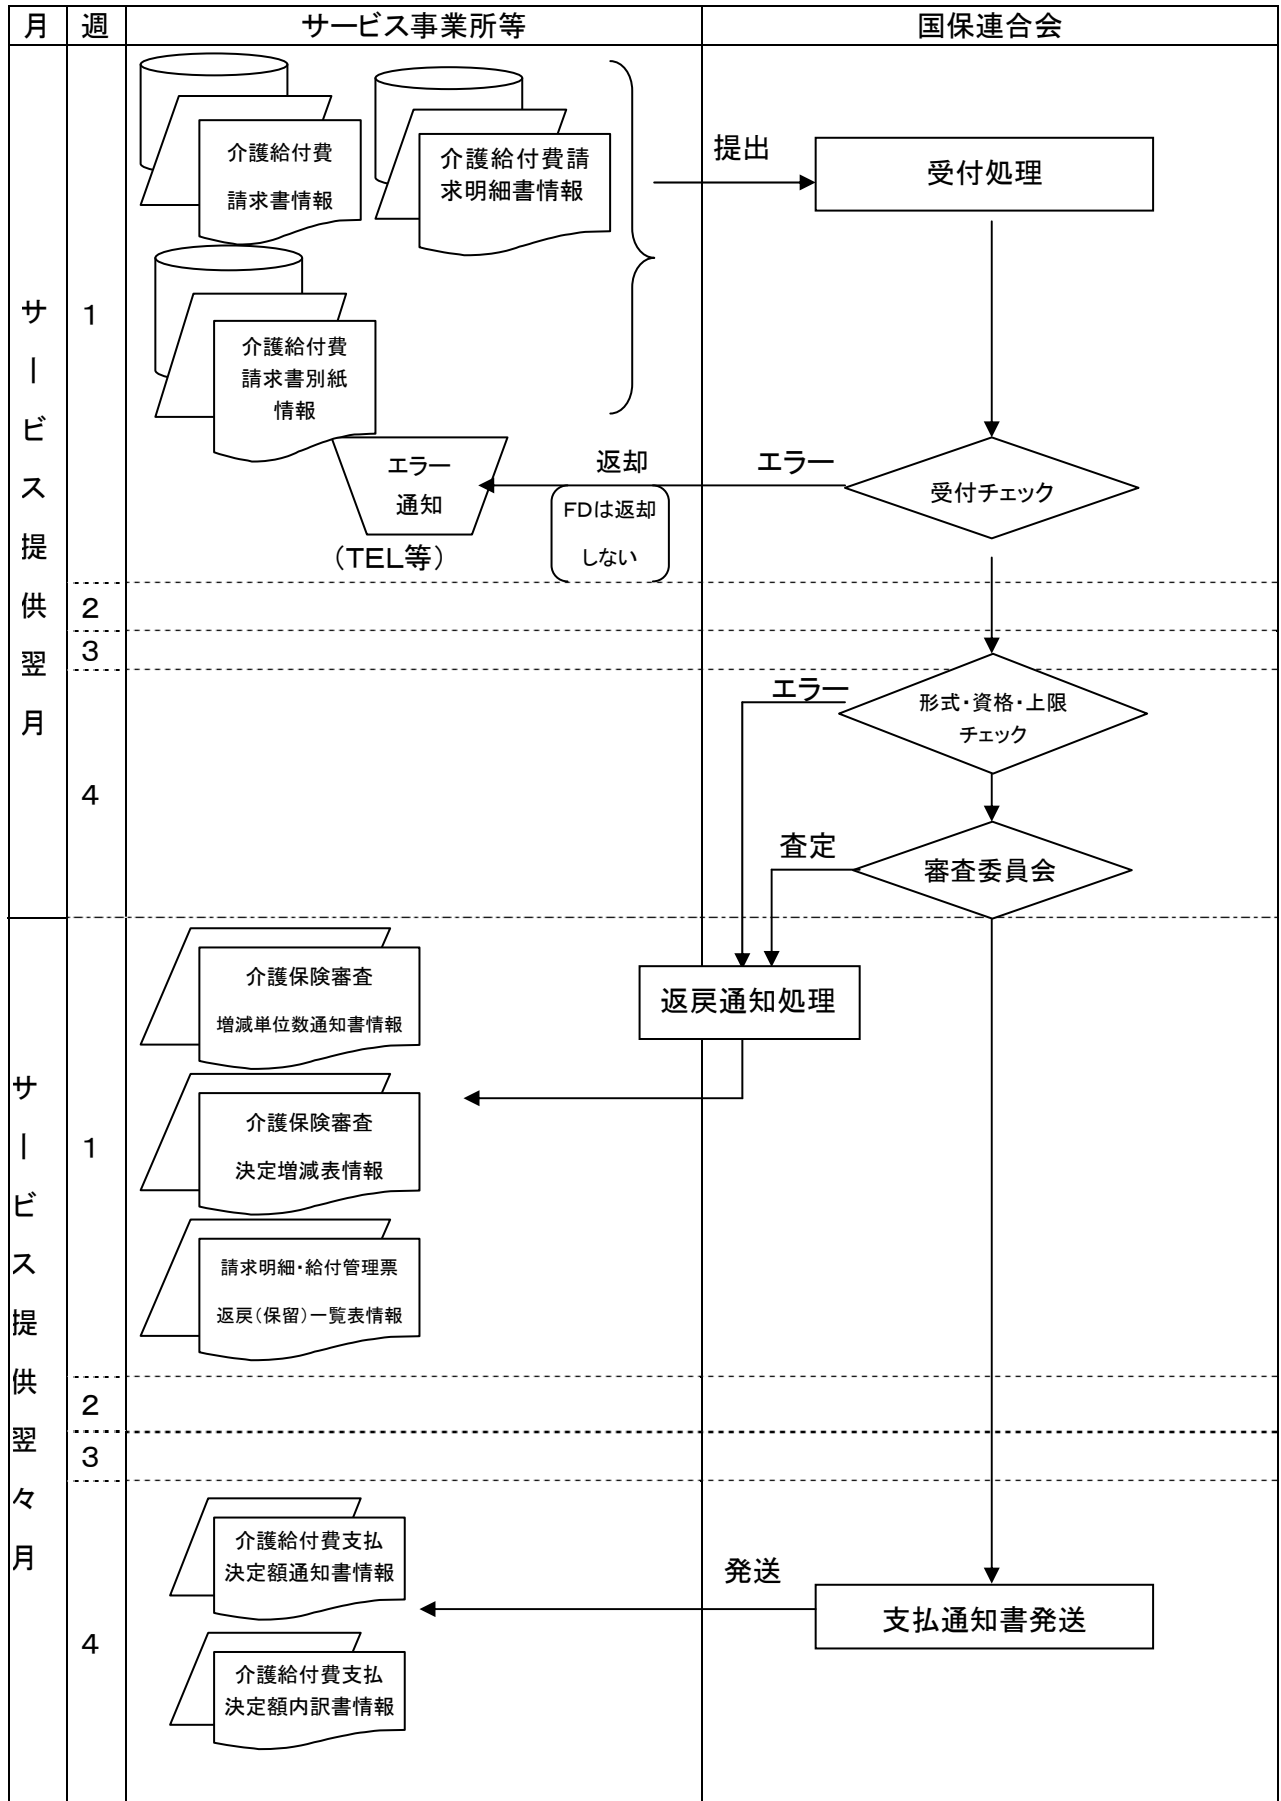 月
週
サービス事業所等
国保連合会
サービス提供翌月
1
介護給付費
請求書情報
介護給付費請
求明細書情報
提出
受付処理
介護給付費
請求書別紙
情報
エラー
通知
(TEL等)
返却
FDは返却
しない
エラー
受付チェック
2
3
4
エラー
形式・資格・上限
チェック
査定
審査委員会
サービス提供翌々月
1
介護保険審査
増減単位数通知書情報
返戻通知処理
介護保険審査
決定増減表情報
請求明細・給付管理票
返戻(保留)一覧表情報
2
3
4
介護給付費支払
決定額通知書情報
発送
支払通知書発送
介護給付費支払
決定額内訳書情報